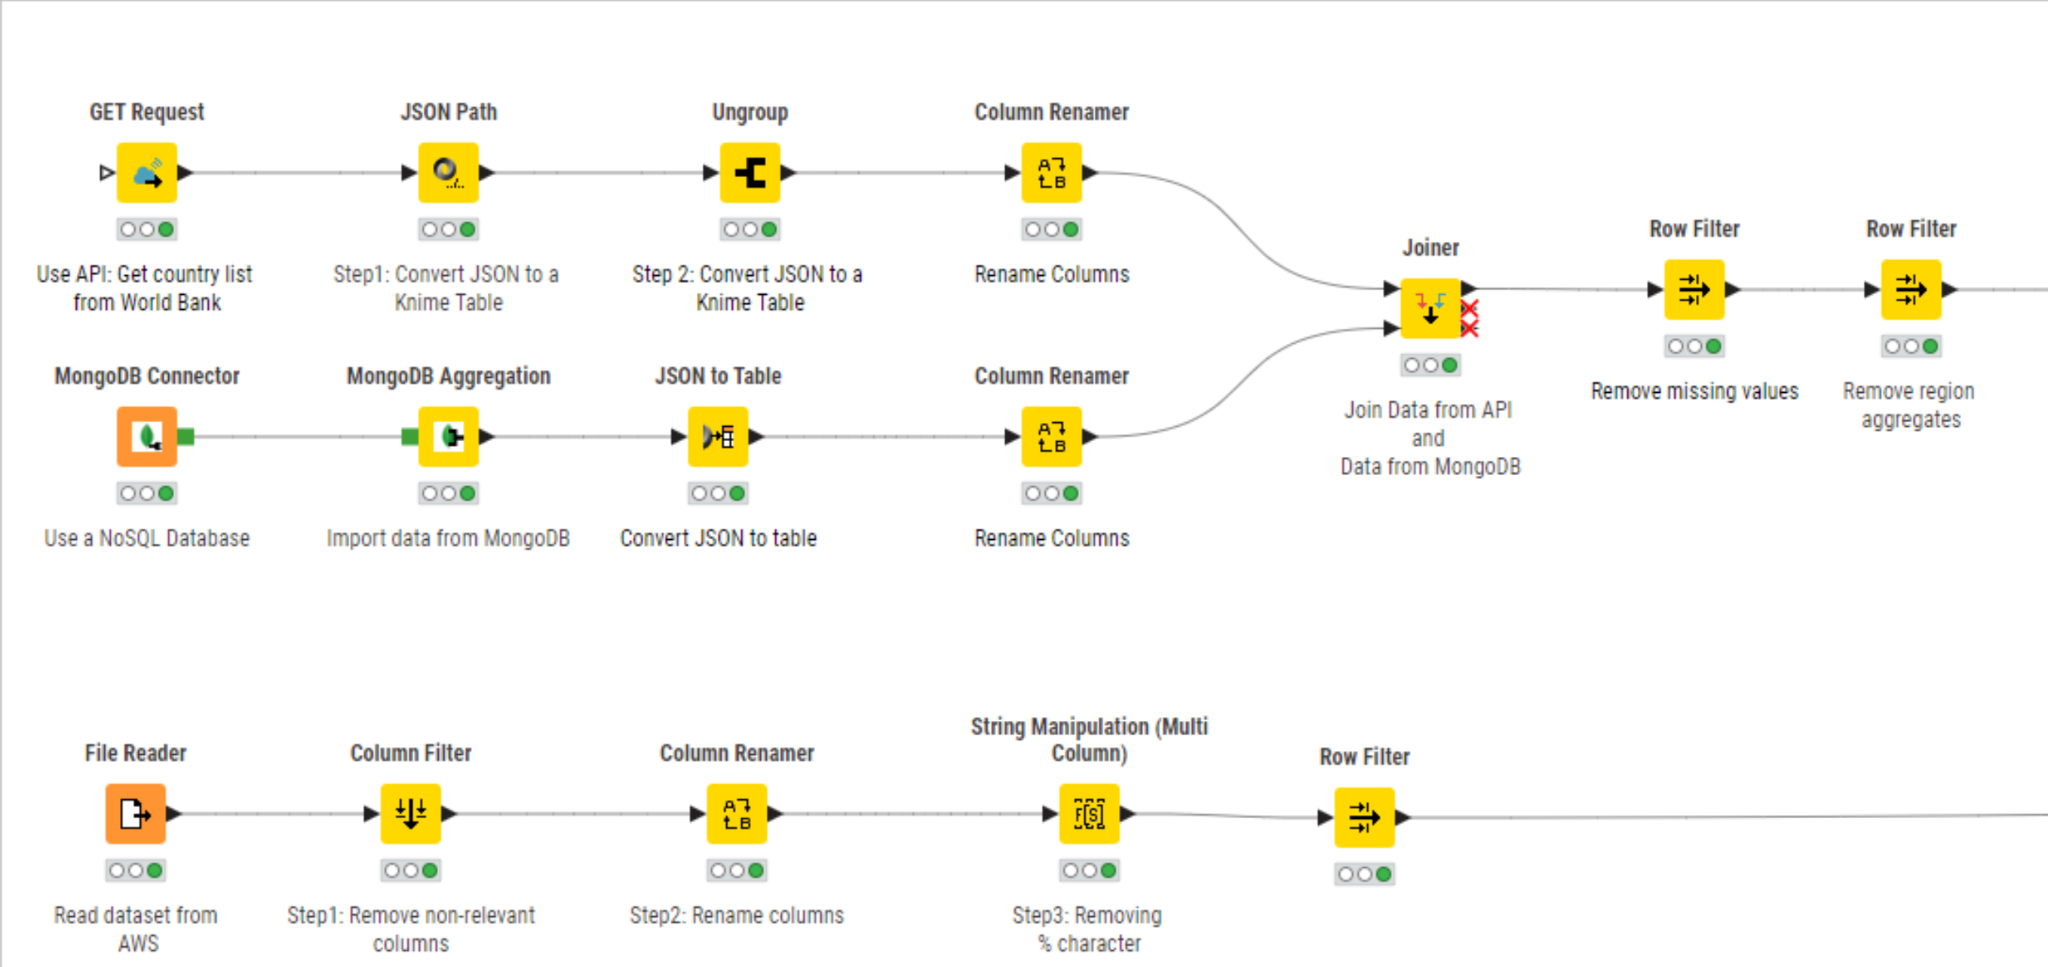 GET Request
JSON Path
Ungroup
Column Renamer
Use API: Get country list
from World Bank
Step1: Convert JSON to a
Knime Table
Step 2: Convert JSON to a
Knime Table
Rename Columns
MongoDB Connector
MongoDB Aggregation
JSON to Table
Column Renamer
Use a NoSQL Database
Import data from MongoDB
Convert JSON to table
Rename Columns
Joiner
Join Data from API
and
Data from MongoDB
Row Filter
Remove missing values
Row Filter
Remove region
aggregates
File Reader
Column Filter
Column Renamer
String Manipulation (Multi
Column)
Row Filter
Read dataset from
AWS
Step1: Remove non-relevant
columns
Step2: Rename columns
Step3: Removing
% character